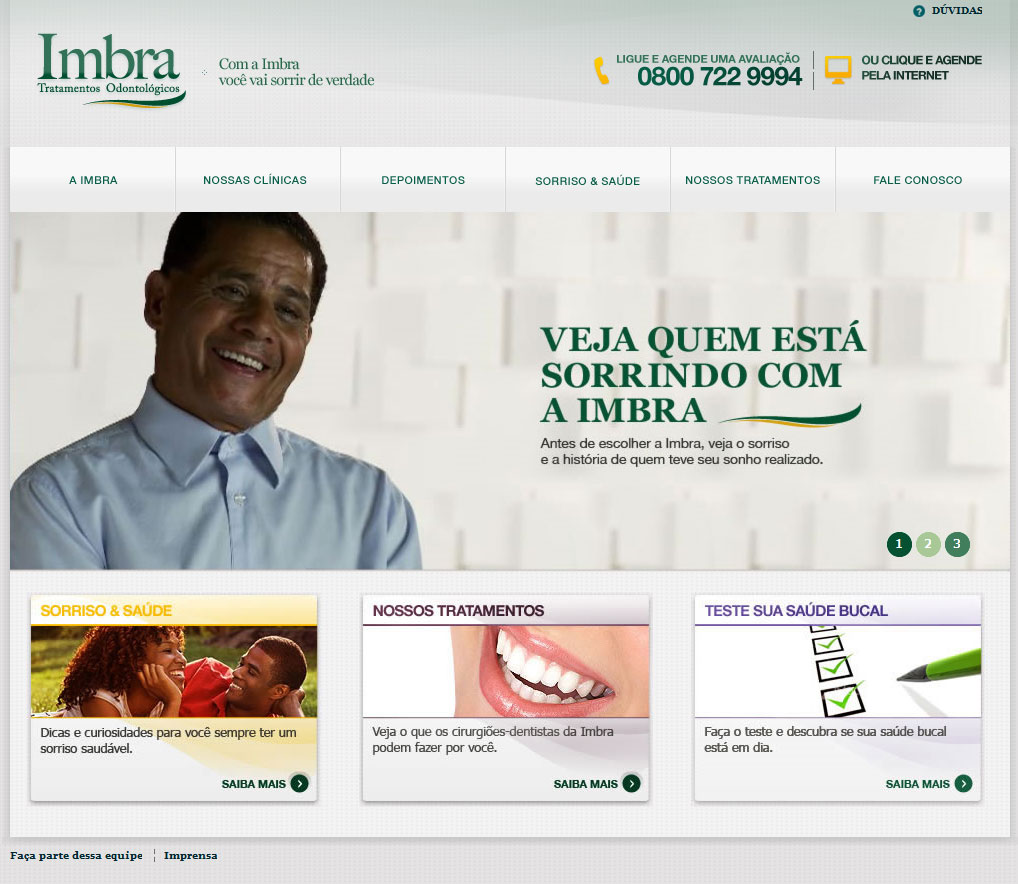 DÚVIDAS
Imbra
Tratamentos Odontológicos
Com a Imbra
você vai sorrir de verdade
LIGUE E AGENDE UMA AVALIAÇÃO
0800 722 9994
OU CLIQUE E AGENDE
PELA INTERNET
A IMBRA
NOSSAS CLÍNICAS
DEPOIMENTOS
SORRISO & SAÚDE
NOSSOS TRATAMENTOS
FALE CONOSCO
VEJA QUEM ESTÁ
SORRINDO COM
A IMBRA
Antes de escolher a Imbra, veja o sorriso
e a história de quem teve seu sonho realizado.
1 2 3
SORRISO & SAÚDE
Dicas e curiosidades para você sempre ter um
sorriso saudável.
SAIBA MAIS
NOSSOS TRATAMENTOS
Veja o que os cirurgiões-dentistas da Imbra
podem fazer por você.
SAIBA MAIS
TESTE SUA SAÚDE BUCAL
Faça o teste e descubra se sua saúde bucal
está em dia.
SAIBA MAIS
Faça parte dessa equipe
Imprensa